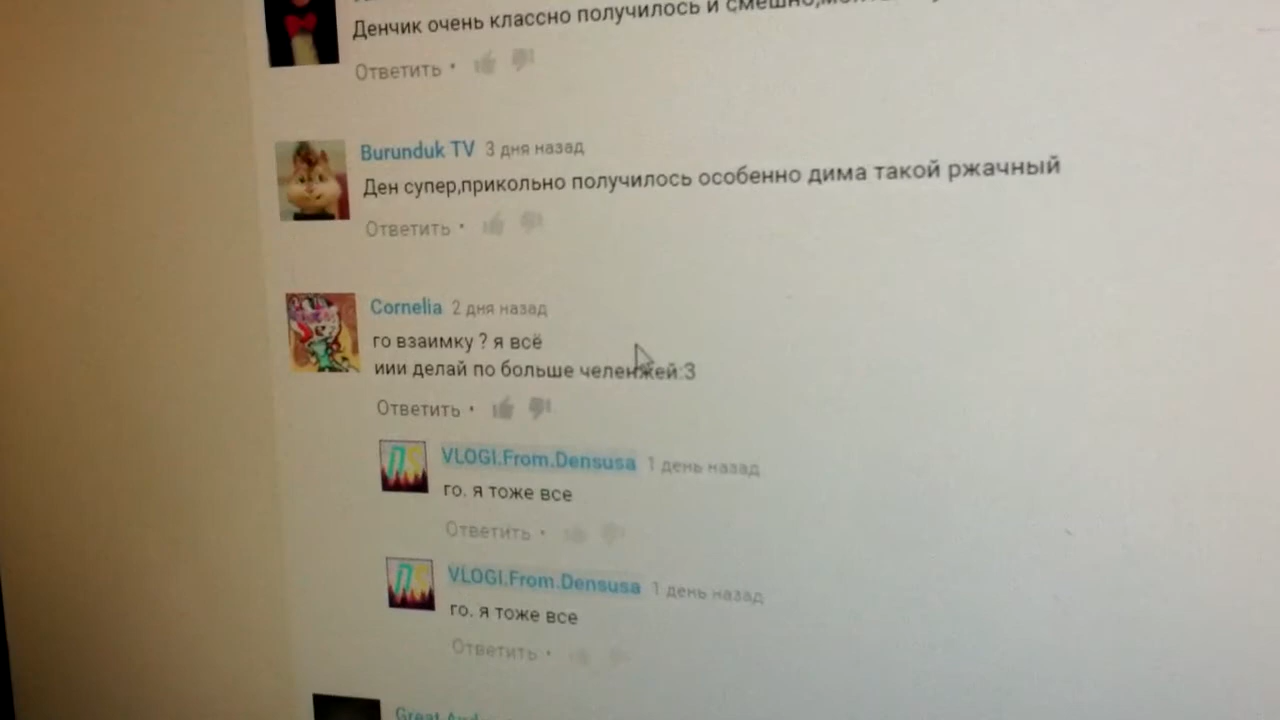 Денчик очень классно получилось и смешно,
Ответить •
Burunduk TV 3 дня назад
Ден супер,прикольно получилось особенно дима такой ржачный
Ответить •
Cornelia 2 дня назад
го взаимку ? я всё
иии делай по больше челенжей:3
Ответить •
VLOGI.From.Densusa 1 день назад
го. я тоже все
Ответить •
VLOGI.From.Densusa 1 день назад
го. я тоже все
Ответить •
Great